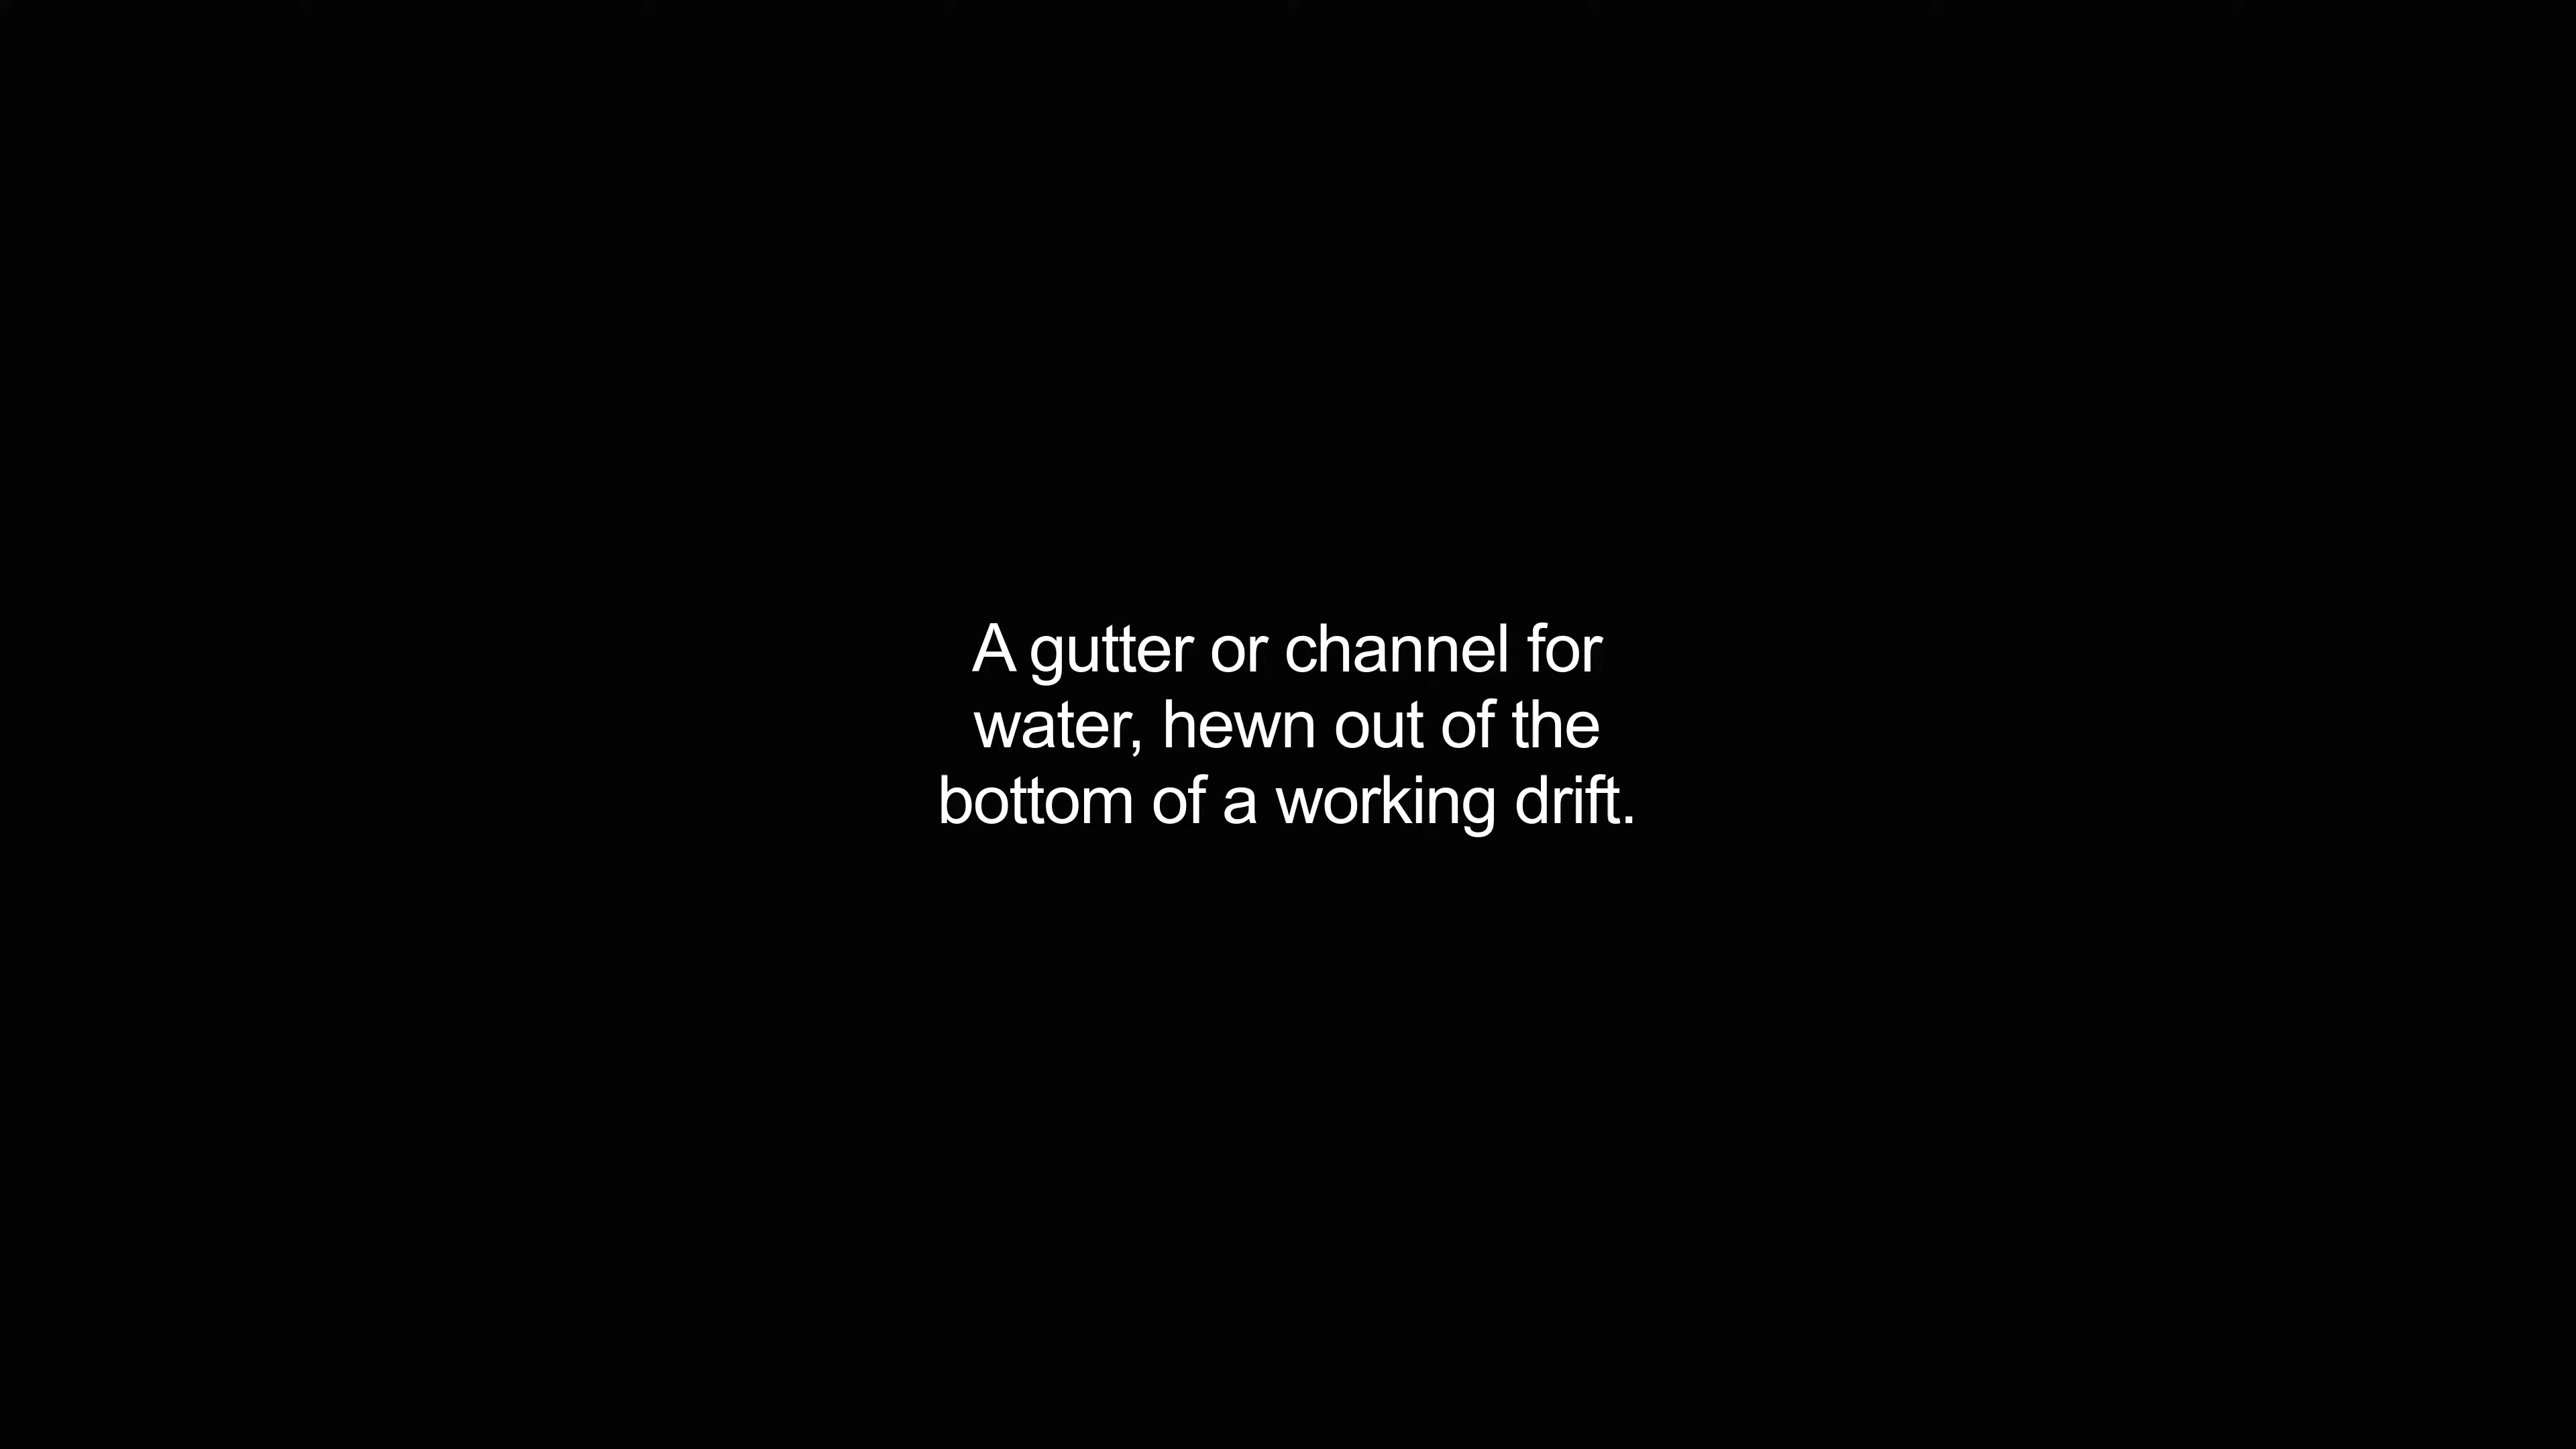 A gutter or channel for
water, hewn out of the
bottom of a working drift.